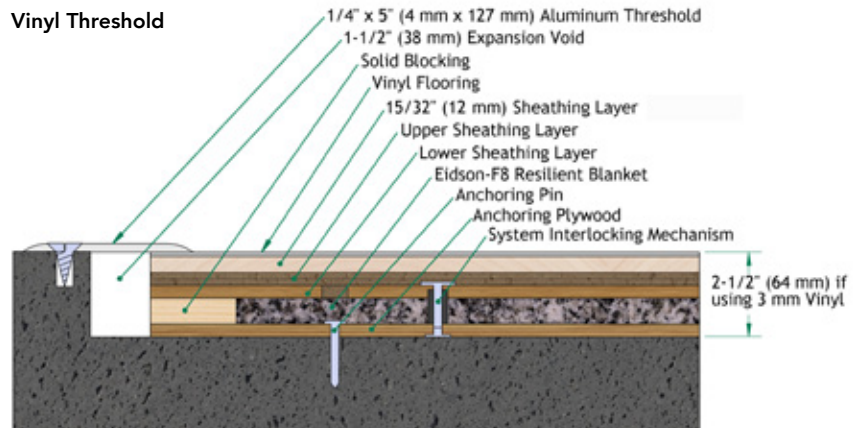 Vinyl Threshold
1/4" x 5" (4 mm x 127 mm) Aluminum Threshold
1-1/2" (38 mm) Expansion Void
Solid Blocking
Vinyl Flooring
15/32" (12 mm) Sheathing Layer
Upper Sheathing Layer
Lower Sheathing Layer
Eidson-F8 Resilient Blanket
Anchoring Pin
Anchoring Plywood
System Interlocking Mechanism
2-1/2" (64 mm) if
using 3 mm Vinyl